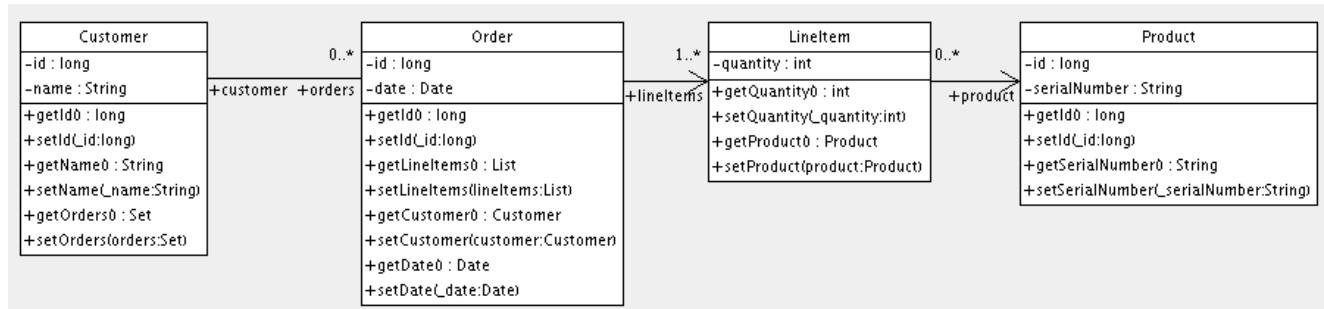 Customer
-id : long
-name : String
+getId() : long
+setId(_id:long)
+getName() : String
+setName(_name:String)
+getOrders() : Set
+setOrders(orders:Set)
0..*
+customer +orders
Order
-id : long
-date : Date
+getId() : long
+setId(_id:long)
+getLineItems() : List
+setLineItems(lineItems:List)
+getCustomer() : Customer
+setCustomer(customer:Customer)
+getDate() : Date
+setDate(_date:Date)
1..*
+lineItems
LineItem
-quantity : int
+getQuantity() : int
+setQuantity(_quantity:int)
+getProduct() : Product
+setProduct(product:Product)
0..*
+product
Product
-id : long
-serialNumber : String
+getId() : long
+setId(_id:long)
+getSerialNumber() : String
+setSerialNumber(_serialNumber:String)